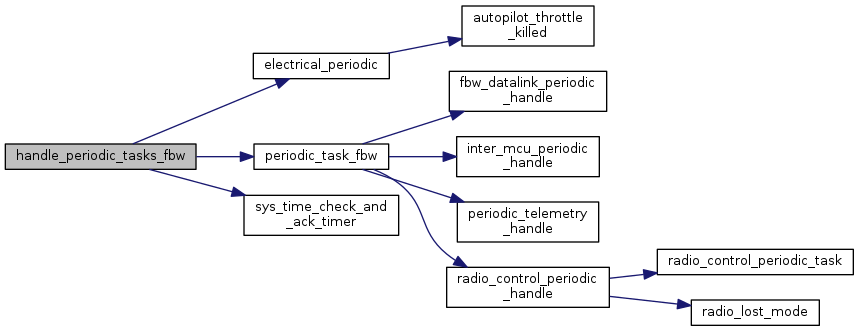 autopilot_throttle
_killed
electrical_periodic
fbw_datalink_periodic
_handle
handle_periodic_tasks_fbw
periodic_task_fbw
inter_mcu_periodic
_handle
sys_time_check_and
_ack_timer
periodic_telemetry
_handle
radio_control_periodic
_handle
radio_control_periodic_task
radio_lost_mode